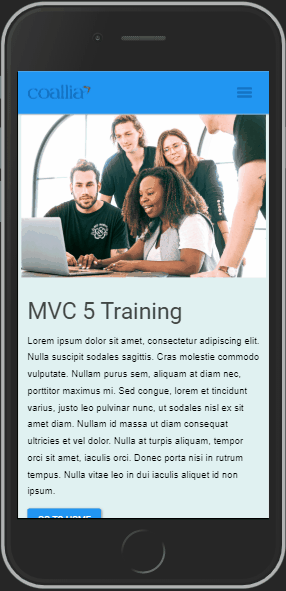 coallia
MVC 5 Training
Lorem ipsum dolor sit amet, consectetur adipiscing elit.
Nulla suscipit sodales sagittis. Cras molestie commodo
vulputate. Nullam purus sem, aliquam at diam nec,
porttitor maximus mi. Sed congue, lorem et tincidunt
varius, justo leo pulvinar nunc, ut sodales nisl ex sit
amet diam. Nullam id massa ut diam consequat
ultricies et vel dolor. Nulla at turpis aliquam, tempor
orci sit amet, iaculis orci. Donec porta nisi in rutrum
tempus. Nulla vitae leo in dui iaculis aliquet id non
ipsum.
GO TO HOME